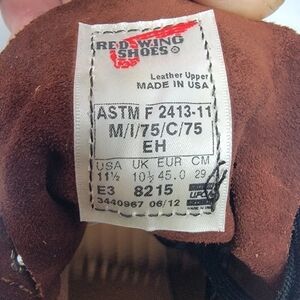 RED WING
SHOES®
Leather Upper
MADE IN USA
ASTM F 2413-11
M/I/75/C/75
EH
USA UK EUR CM
11½ 10½ 45.0 29
E3 8215
UFCW
3440967 06/12